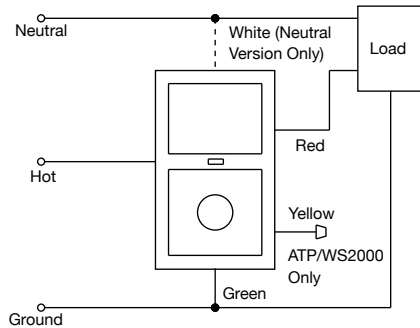 Neutral
White (Neutral
Version Only)
Load
Red
Hot
Yellow
ATP/WS2000
Only
Green
Ground